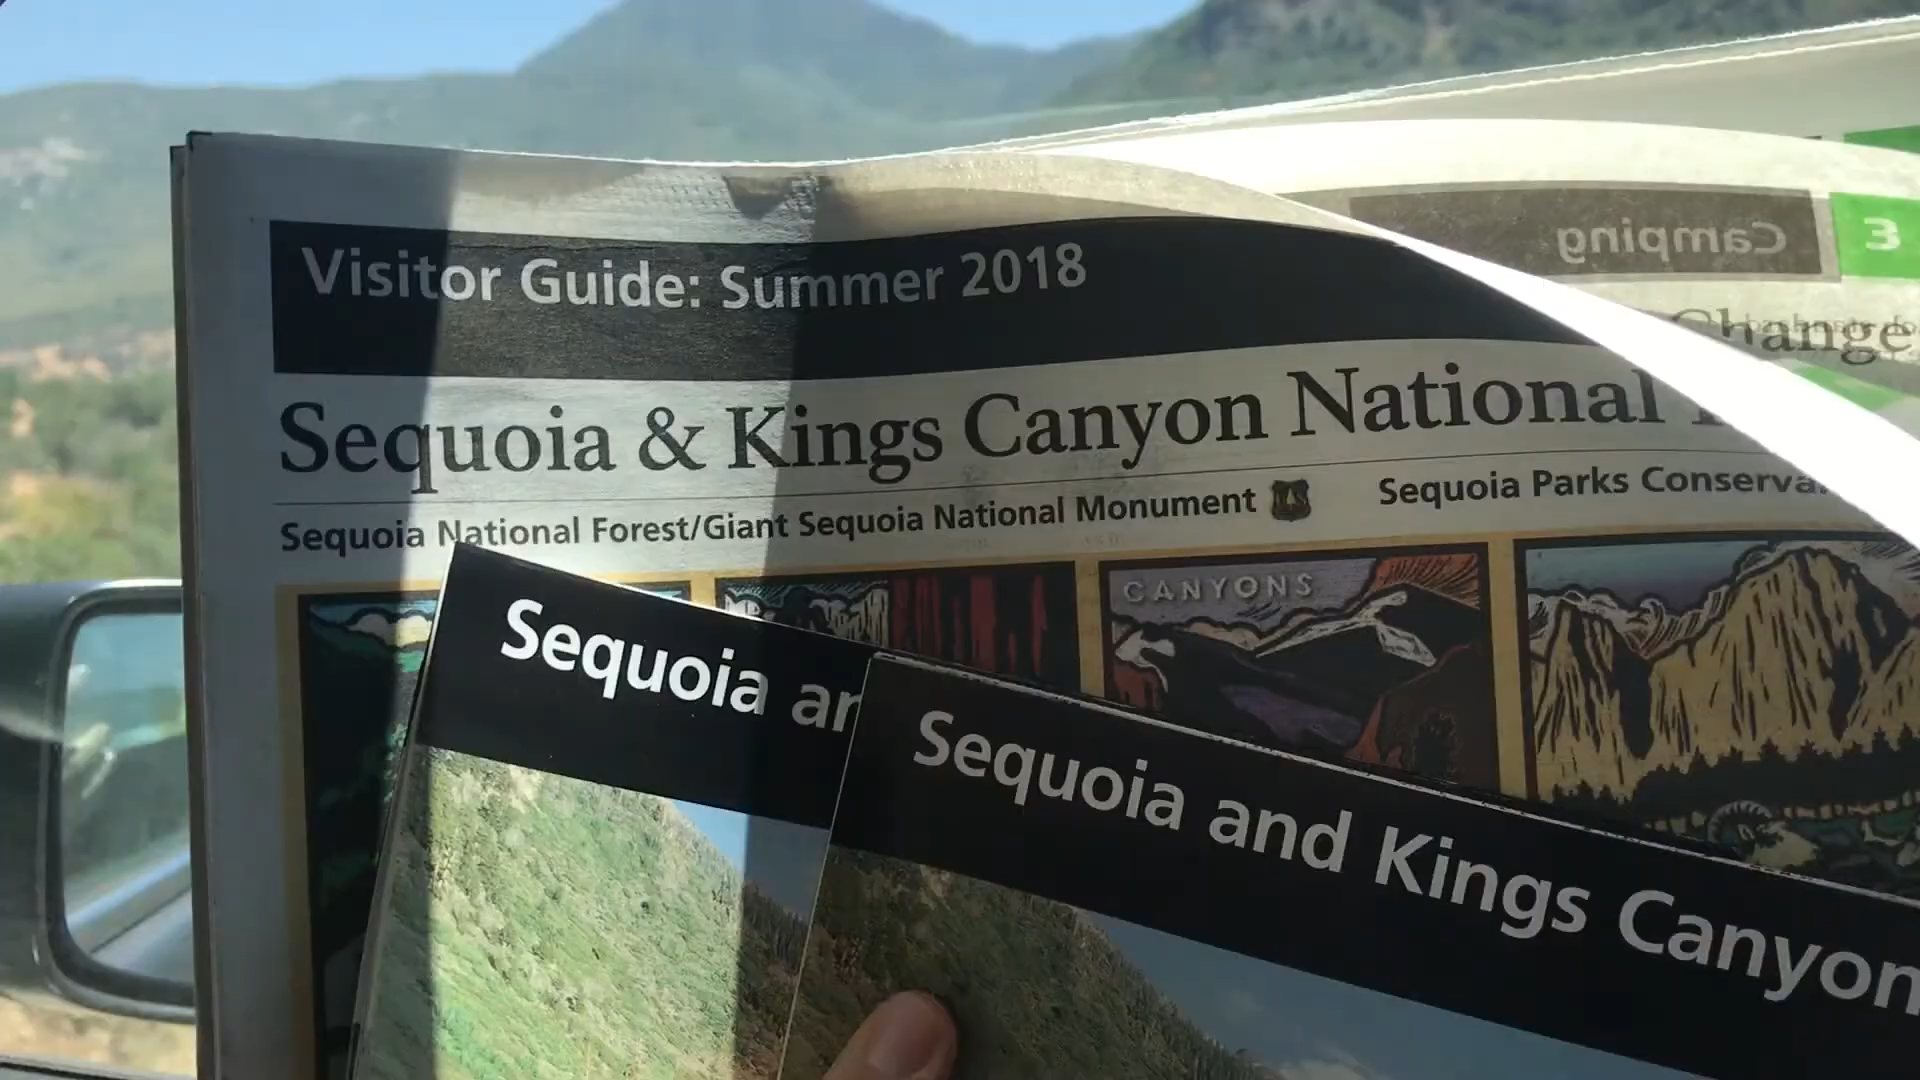 Visitor Guide: Summer 2018
Camping
3
Change
Sequoia & Kings Canyon National
Sequoia National Forest/Giant Sequoia National Monument
Sequoia Parks Conserva
CANYONS
Sequoia an
Sequoia and Kings Canyon